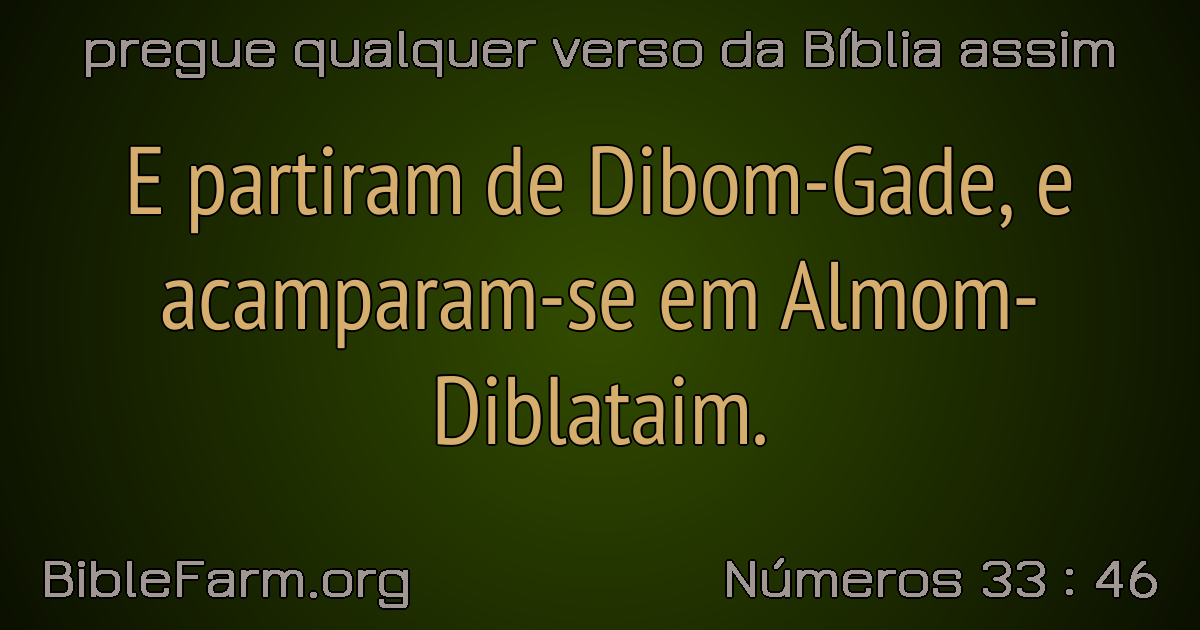 pregue qualquer verso da Bíblia assim
E partiram de Dibom-Gade, e
acamparam-se em Almom-
Diblataim.
BibleFarm.org
Números 33 : 46